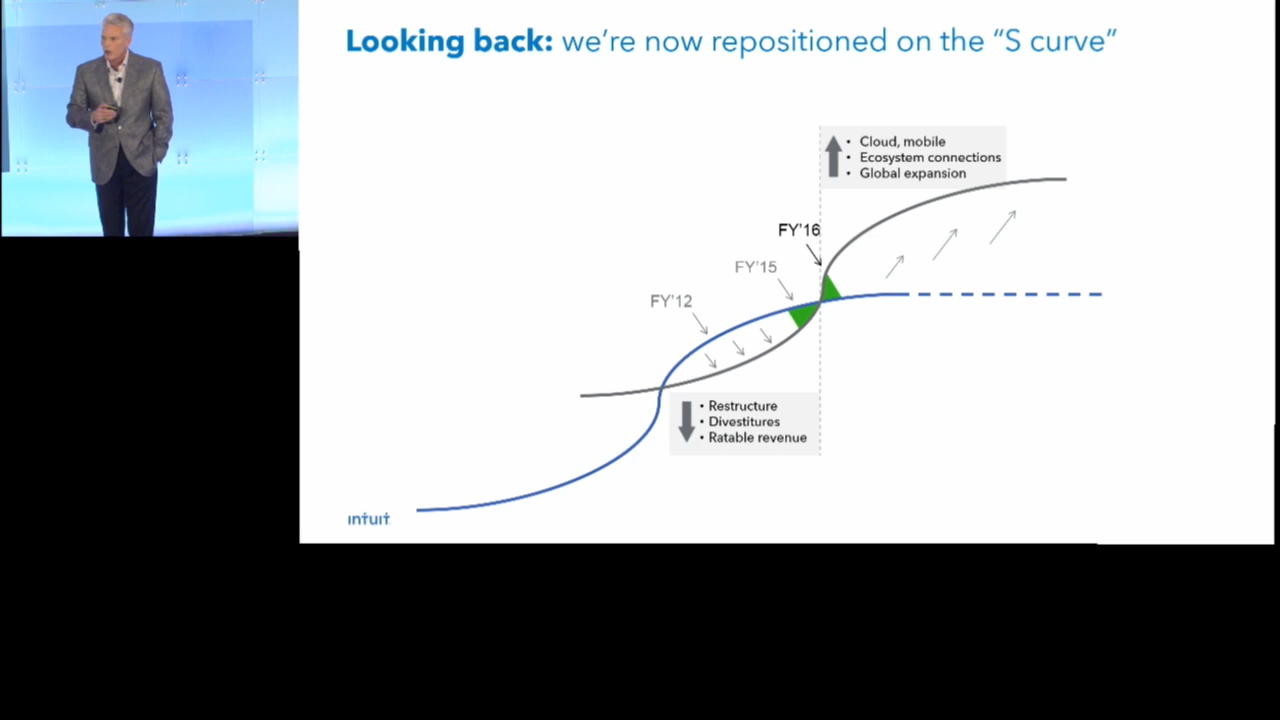 Looking back: we’re now repositioned on the “S curve”
• Cloud, mobile
• Ecosystem connections
• Global expansion
FY'16
FY'15
FY'12
• Restructure
• Divestitures
• Ratable revenue
intuit